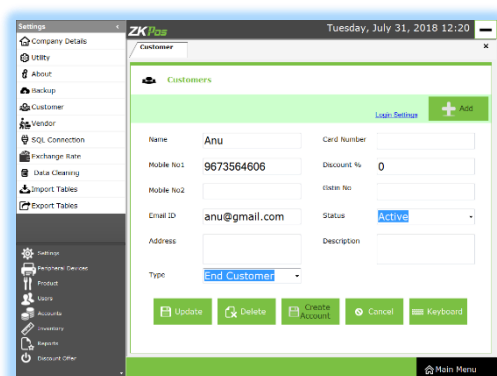 Settings
ZKPos
Tuesday, July 31, 2018 12:20
Company Details
Utility
About
Backup
Customer
Vendor
SQL Connection
Exchange Rate
Data Cleaning
Import Tables
Export Tables
Settings
Peripheral Devices
Product
Users
Accounts
Inventory
Reports
Discount Offer
Customer
x
Customers
Login Settings
Add
Name
Anu
Card Number
Mobile No1
9673564606
Discount %
0
Mobile No2
Gstin No
Email ID
anu@gmail.com
Status
Active
Address
Description
Type
End Customer
Update
Delete
Create Account
Cancel
Keyboard
Main Menu